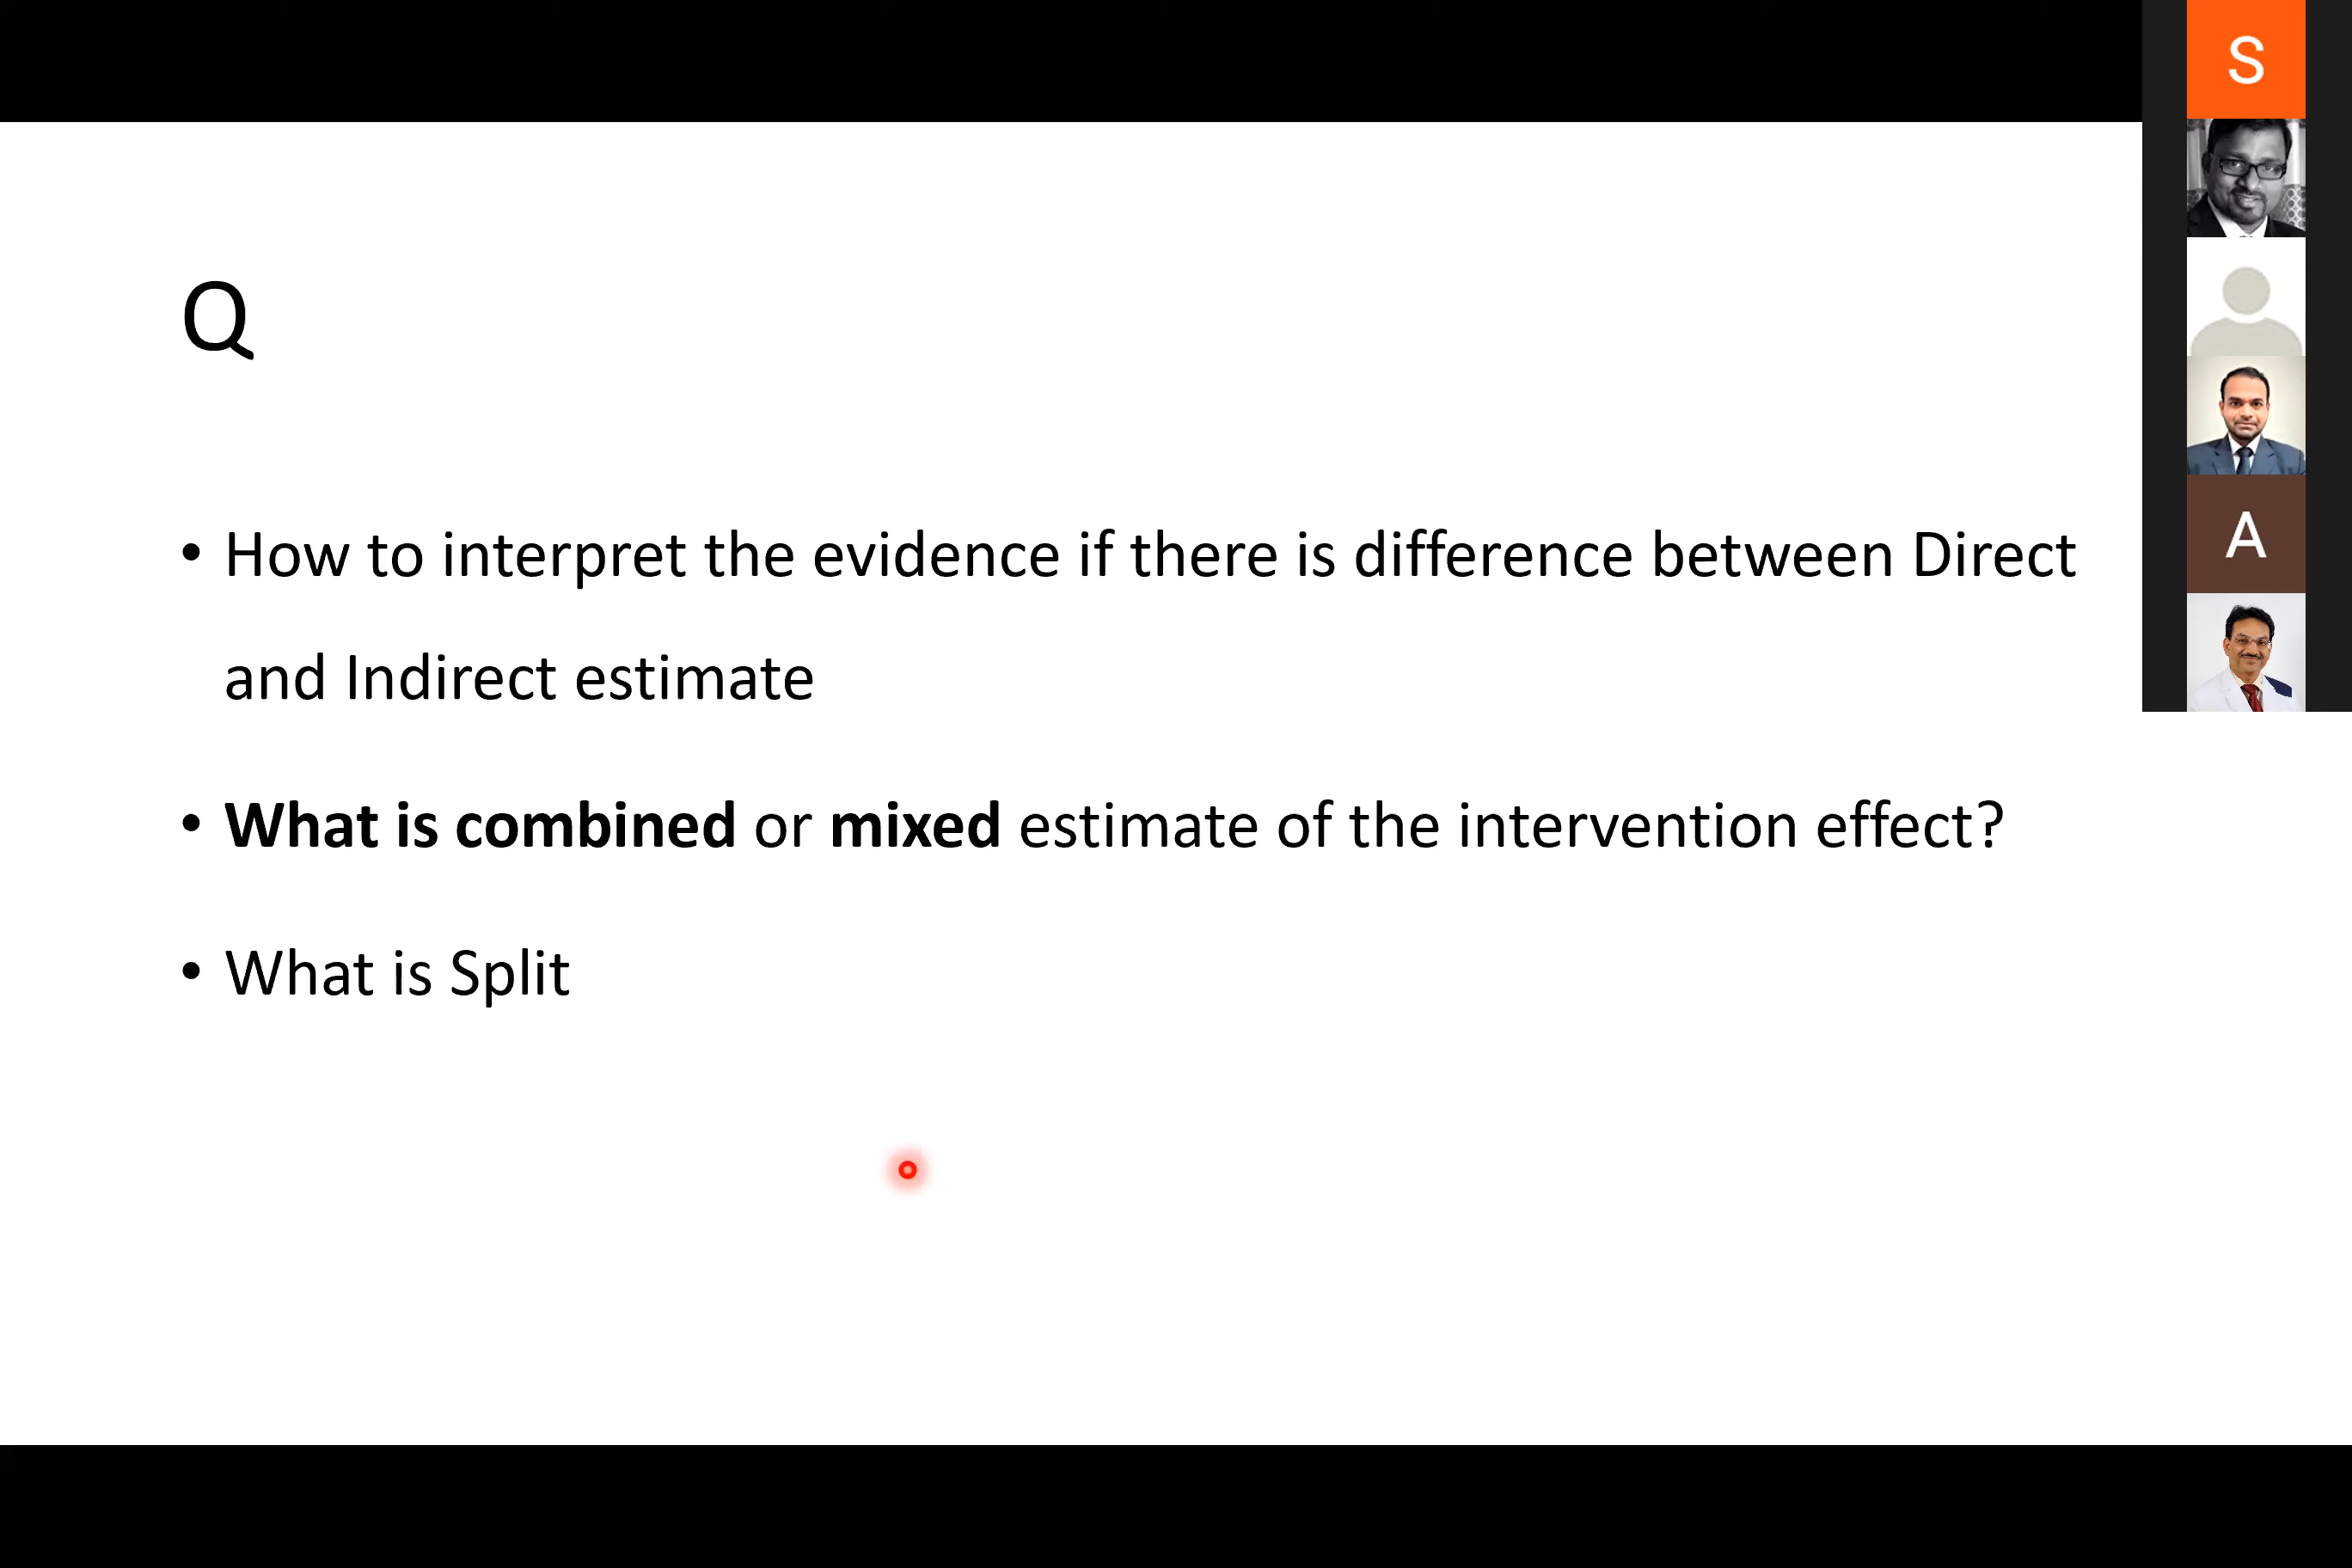 S
Q
• How to interpret the evidence if there is difference between Direct
and Indirect estimate
• What is combined or mixed estimate of the intervention effect?
• What is Split
A